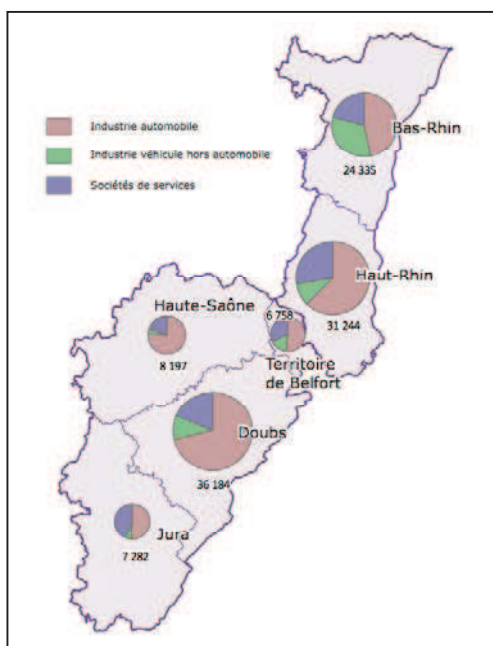 Industrie automobile
Industrie véhicule hors automobile
Sociétés de services
Bas-Rhin
24 335
Haut-Rhin
31 244
Haute-Saône
8 197
6 758
Territoire
de Belfort
Doubs
36 184
Jura
7 282